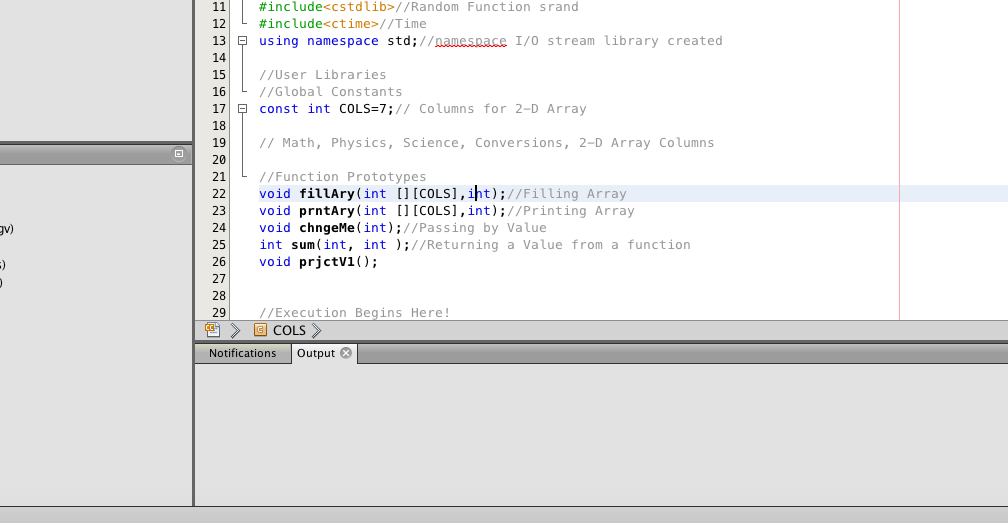 11 #include<cstdlib>//Random Function srand
12 #include<ctime>//Time
13 using namespace std;//namespace I/O stream library created
14
15 //User Libraries
16 //Global Constants
17 const int COLS=7;// Columns for 2-D Array
18
19 // Math, Physics, Science, Conversions, 2-D Array Columns
20
21 //Function Prototypes
22 void fillAry(int [][COLS],int);//Filling Array
23 void prntAry(int [][COLS],int);//Printing Array
24 void chngeMe(int);//Passing by Value
25 int sum(int, int );//Returning a Value from a function
26 void prjctV1();
27
28
29 //Execution Begins Here!
gv)
)
COLS
Notifications Output